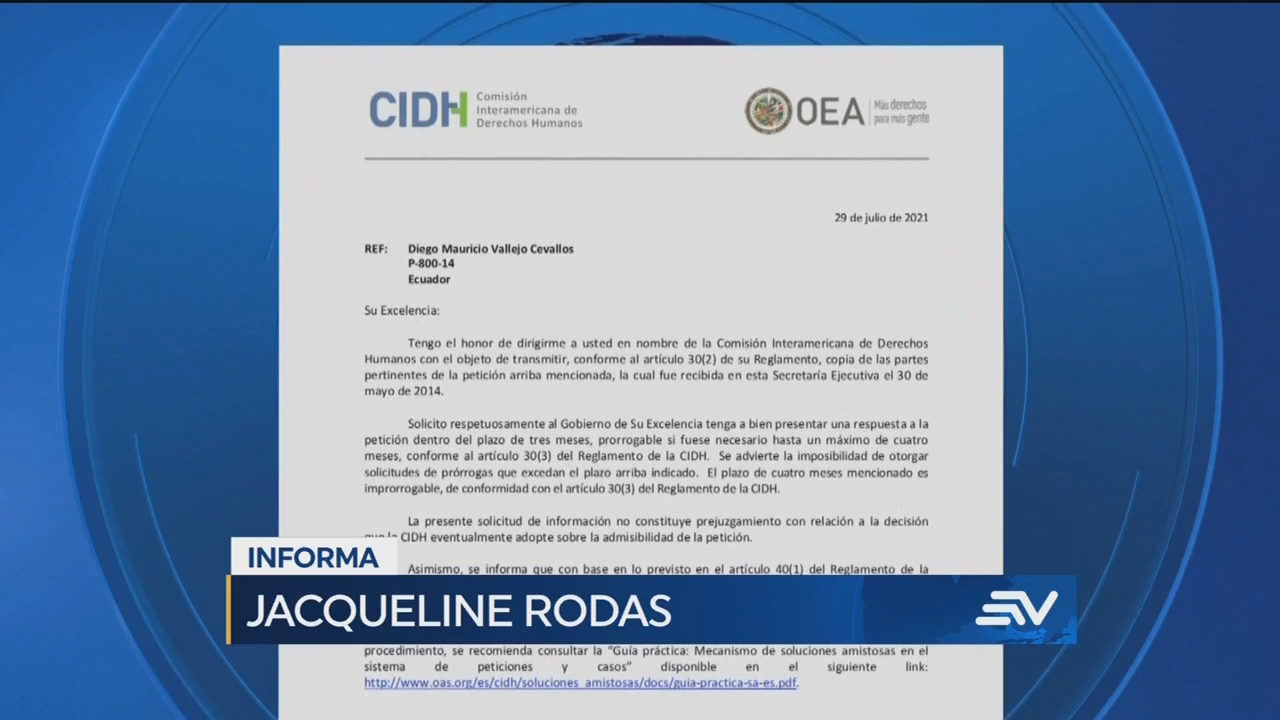 CIDH
Comisión
Interamericana de
Derechos Humanos
OEA
Más derechos
para más gente
29 de julio de 2021
REF: Diego Mauricio Vallejo Cevallos
P-800-14
Ecuador
Su Excelencia:
Tengo el honor de dirigirme a usted en nombre de la Comisión Interamericana de Derechos
Humanos con el objeto de transmitir, conforme al artículo 30(2) de su Reglamento, copia de las partes
pertinentes de la petición arriba mencionada, la cual fue recibida en esta Secretaría Ejecutiva el 30 de
mayo de 2014.
Solicito respetuosamente al Gobierno de Su Excelencia tenga a bien presentar una respuesta a la
petición dentro del plazo de tres meses, prorrogable si fuese necesario hasta un máximo de cuatro
meses, conforme al artículo 30(3) del Reglamento de la CIDH. Se advierte la imposibilidad de otorgar
solicitudes de prórrogas que excedan el plazo arriba indicado. El plazo de cuatro meses mencionado es
improrrogable, de conformidad con el artículo 30(3) del Reglamento de la CIDH.
La presente solicitud de información no constituye prejuzgamiento con relación a la decisión
CIDH eventualmente adopte sobre la admisibilidad de la petición.
Asimismo, se informa que con base en lo previsto en el artículo 40(1) del Reglamento de la
INFORMA
JACQUELINE RODAS
procedimiento, se recomienda consultar la "Guía práctica: Mecanismo de soluciones amistosas en el
sistema de peticiones y casos" disponible en el siguiente link:
http://www.oas.org/es/cidh/soluciones_amistosas/docs/guia-practica-sa-es.pdf.